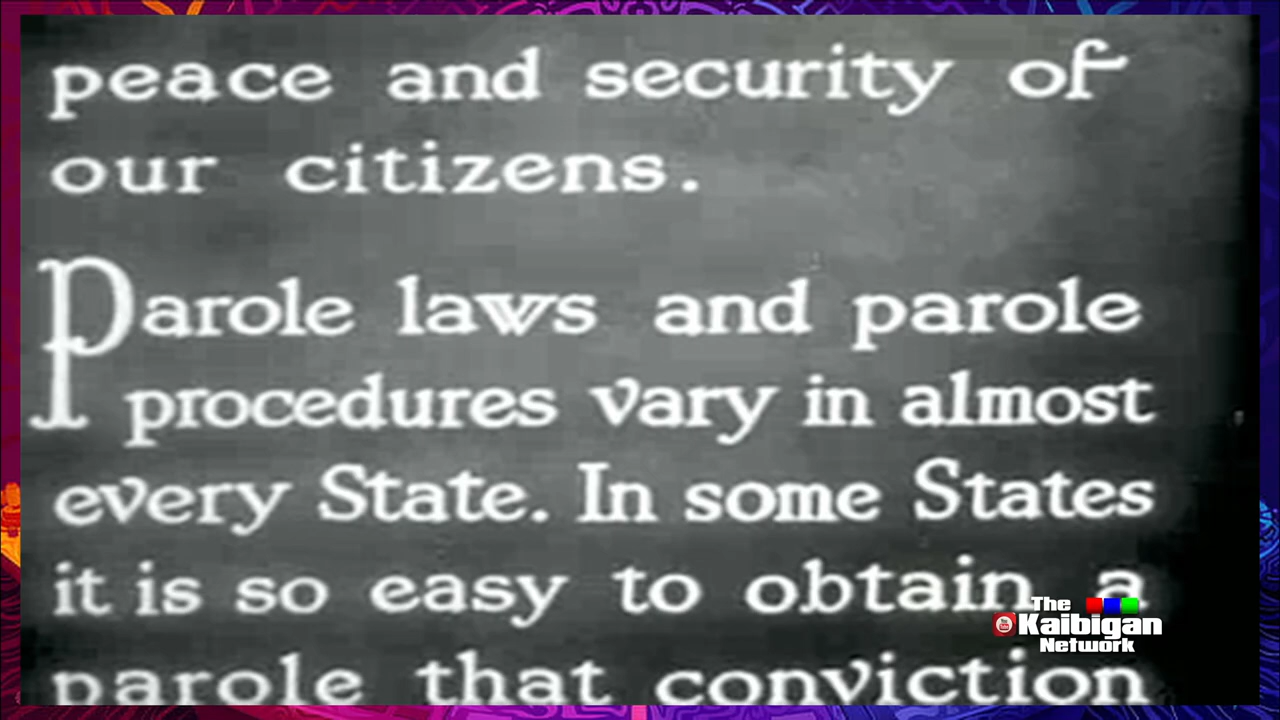 peace and security of
our citizens.
Parole laws and parole
procedures vary in almost
every State. In some States
it is so easy to obtain a
parole that conviction
The
Kaibigan
Network